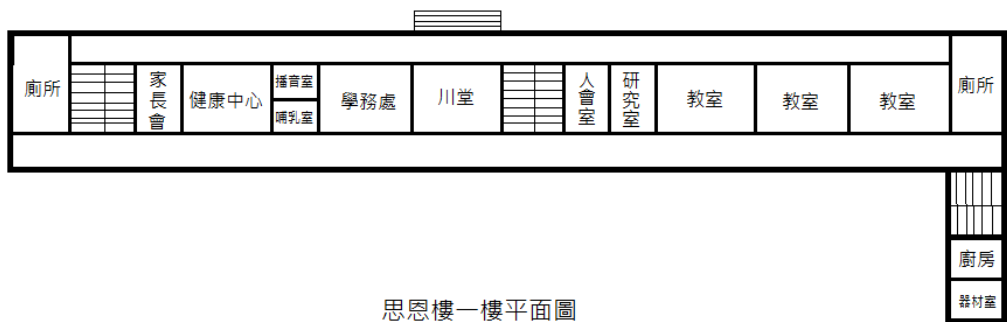 廁所
家長會
健康中心
播音室
哺乳室
學務處
川堂
人會室
研究室
教室
教室
教室
廁所
廚房
器材室
思恩樓一樓平面圖